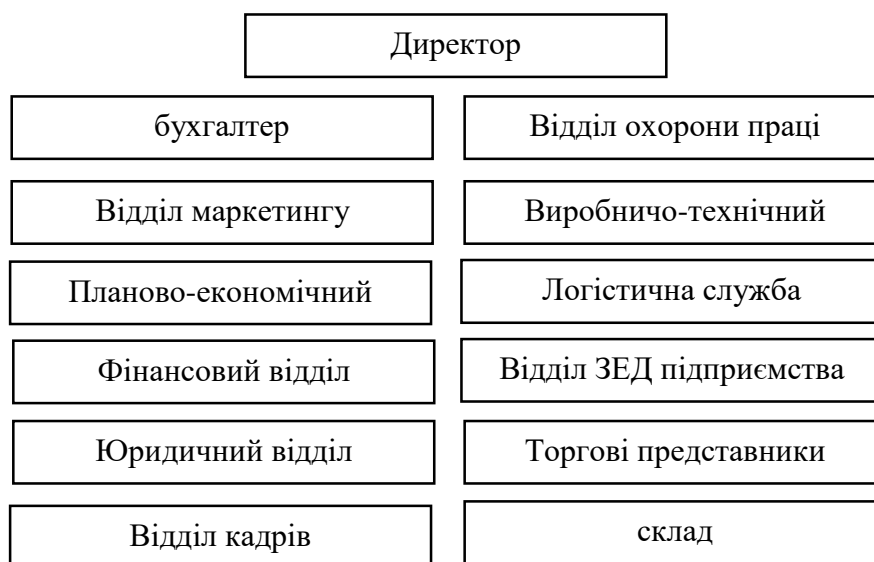 Директор
бухгалтер
Відділ охорони праці
Відділ маркетингу
Виробничо-технічний
Планово-економічний
Логістична служба
Фінансовий відділ
Відділ ЗЕД підприємства
Юридичний відділ
Торгові представники
Відділ кадрів
склад